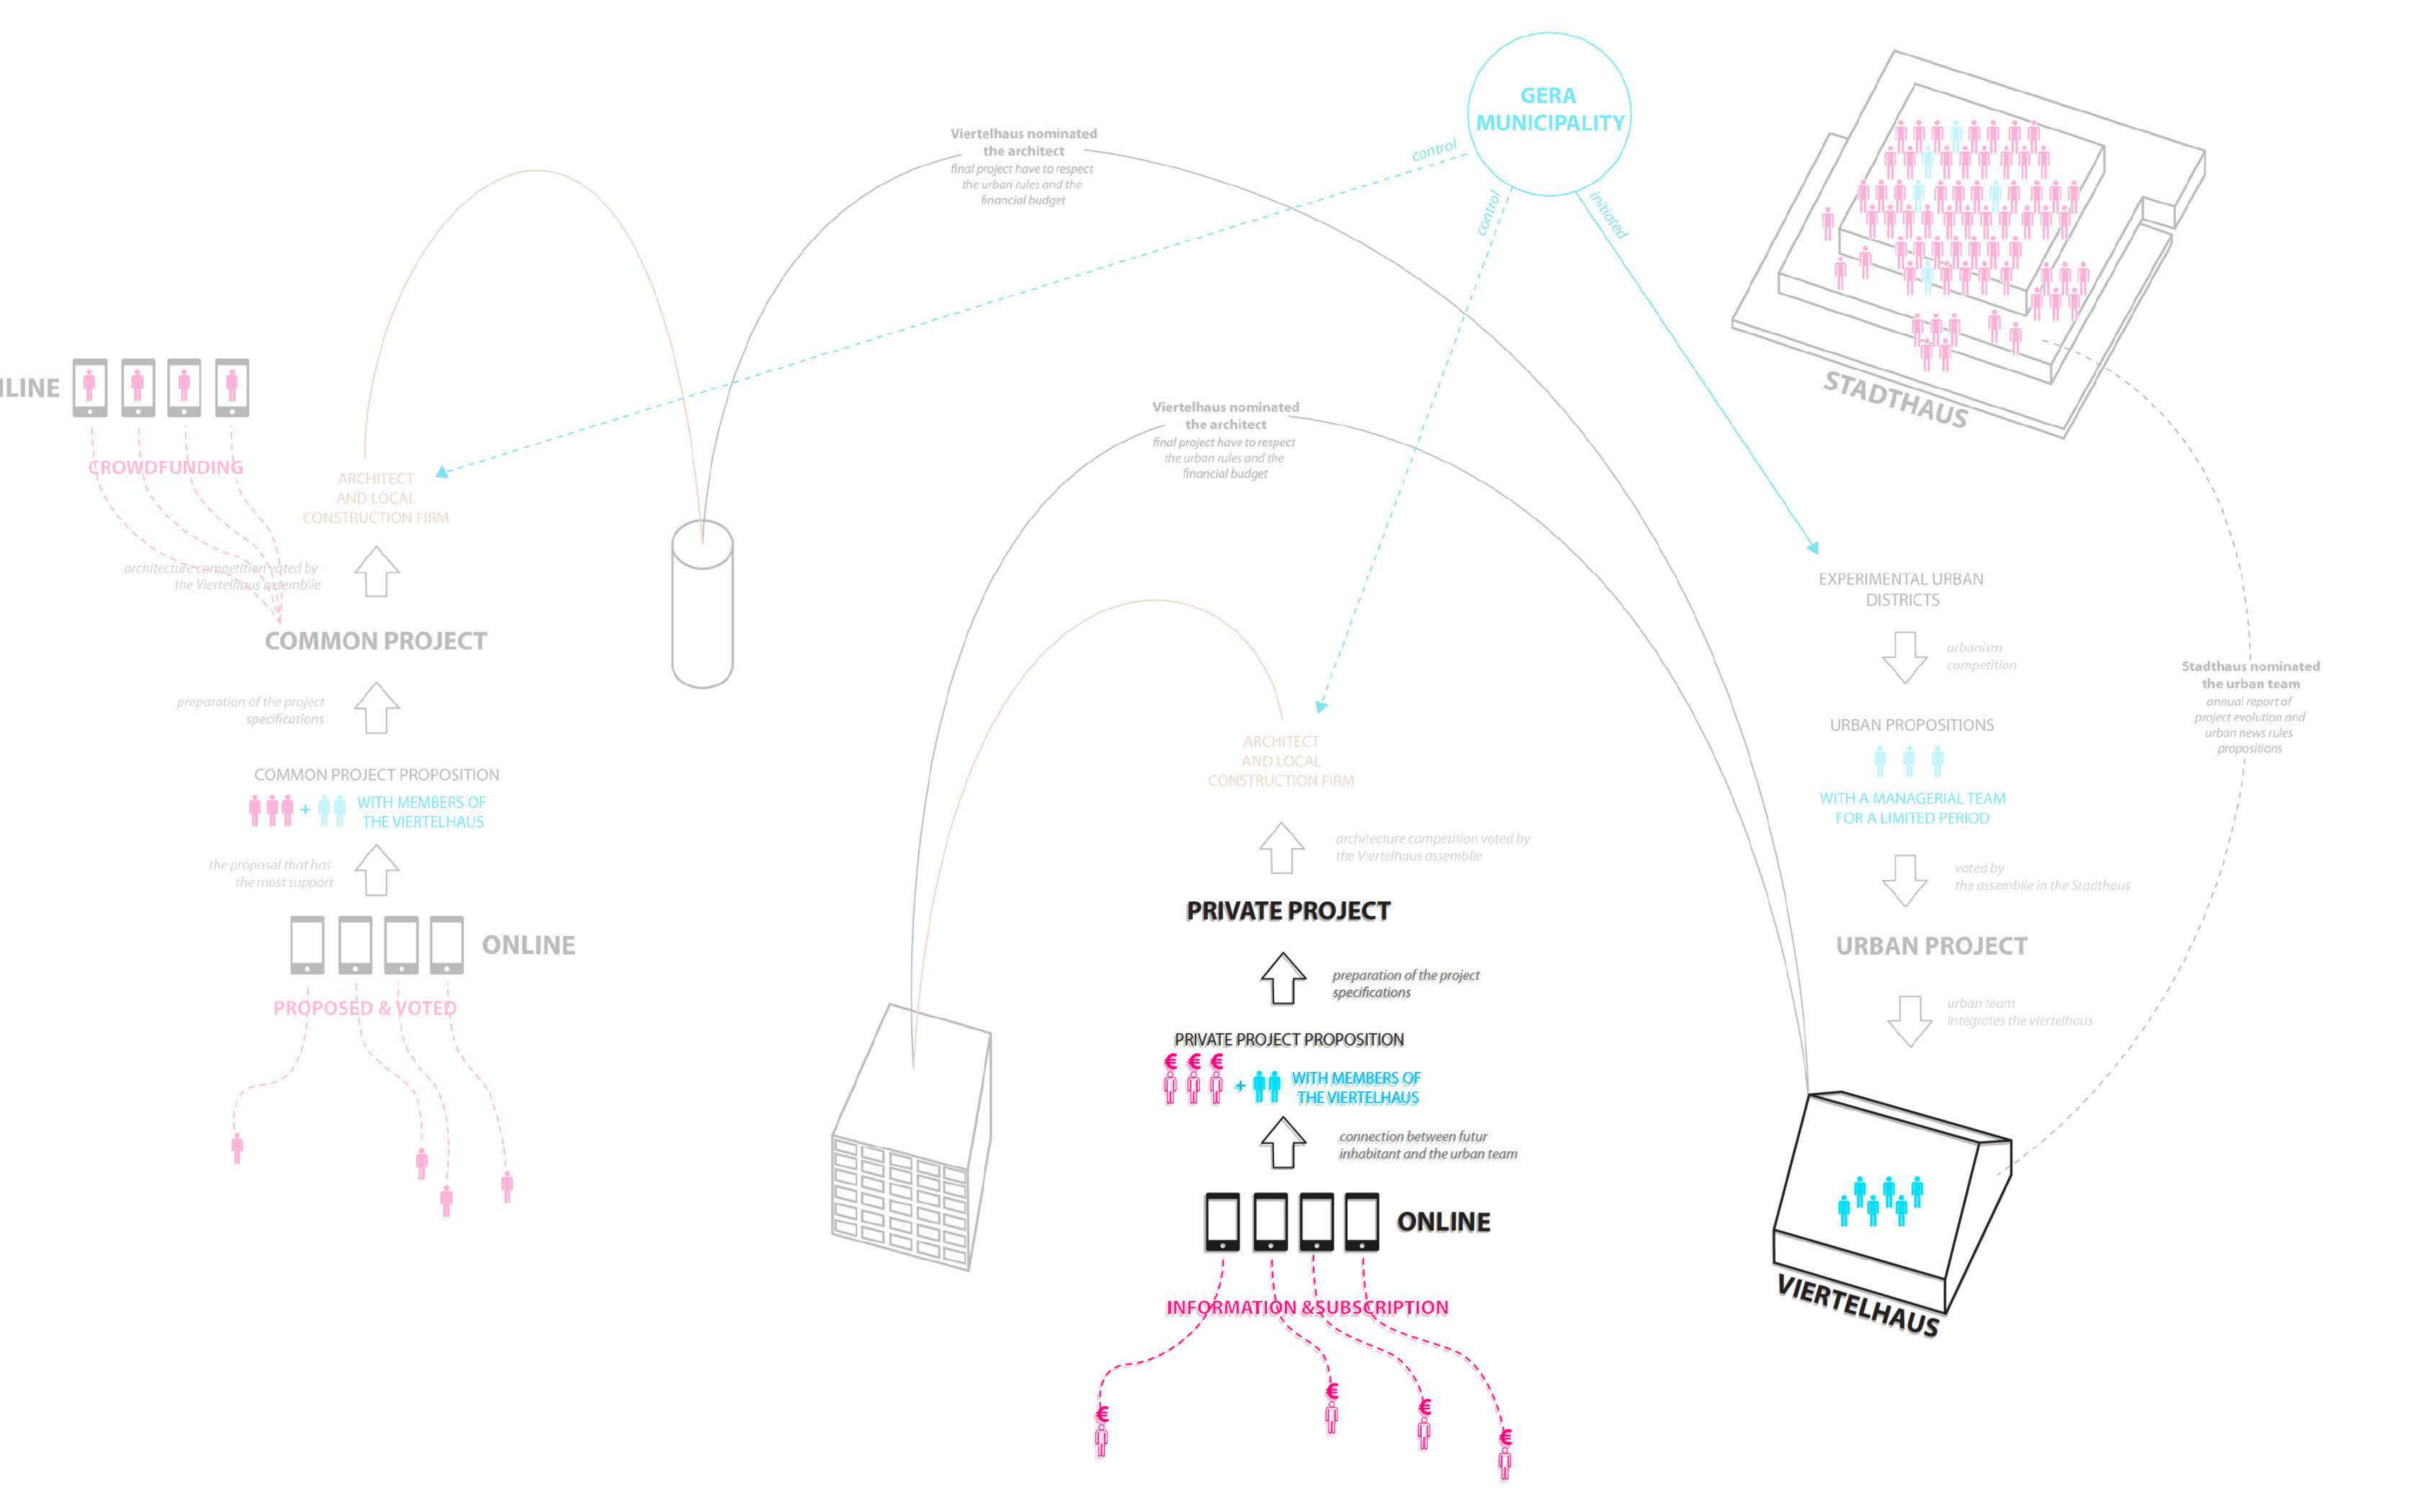 GERA
MUNICIPALITY
control
control
initiated
Viertelhaus nominated
the architect
final project have to respect
the urban rules and the
financial budget
STADTHAUS
LINE
CROWDFUNDING
ARCHITECT
AND LOCAL
CONSTRUCTION FIRM
architecture competition voted by
the Viertelhaus assemblie
COMMON PROJECT
preparation of the project
specifications
COMMON PROJECT PROPOSITION
+ WITH MEMBERS OF
THE VIERTELHAUS
the proposal that has
the most support
ONLINE
PROPOSED & VOTED
Viertelhaus nominated
the architect
final project have to respect
the urban rules and the
financial budget
ARCHITECT
AND LOCAL
CONSTRUCTION FIRM
architecture competition voted by
the Viertelhaus assemblie
PRIVATE PROJECT
preparation of the project
specifications
PRIVATE PROJECT PROPOSITION
€ € €
+ WITH MEMBERS OF
THE VIERTELHAUS
connection between futur
inhabitant and the urban team
ONLINE
INFORMATION &SUBSCRIPTION
€
€
€
€
EXPERIMENTAL URBAN
DISTRICTS
urbanism
competition
URBAN PROPOSITIONS
WITH A MANAGERIAL TEAM
FOR A LIMITED PERIOD
voted by
the assemblie in the Stadthaus
URBAN PROJECT
urban team
integrates the viertelhaus
VIERTELHAUS
Stadthaus nominated
the urban team
annual report of
project evolution and
urban news rules
propositions